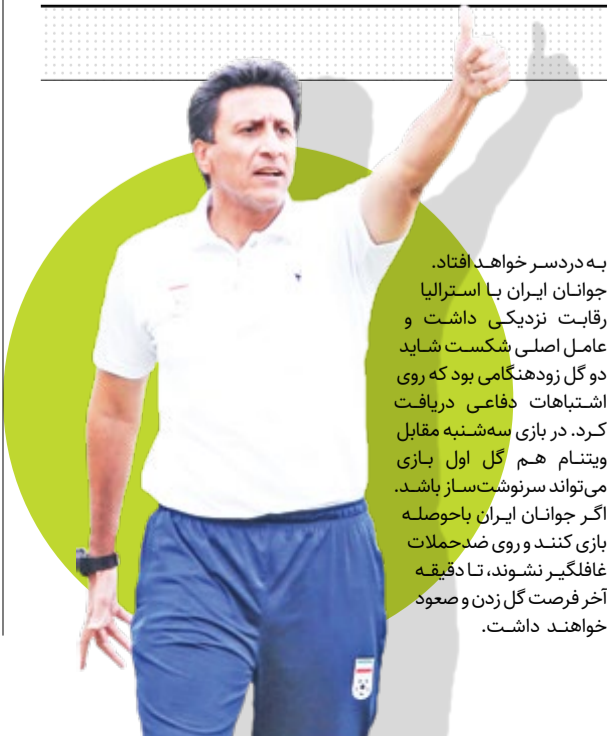 به دردسر خواهد افتاد.
جوانان ایران با استرالیا
رقابت نزدیکی داشت و
عامل اصلی شکست شاید
دو گل زودهنگامی بود که روی
اشتباهات دفاعی دریافت
کرد. در بازی سه‌شنبه مقابل
ویتنام هم گل اول بازی
می‌تواند سرنوشت‌ساز باشد.
اگر جوانان ایران باحوصله
بازی کنند و روی ضدحملات
غافلگیر نشوند، تا دقیقه
آخر فرصت گل زدن و صعود
خواهند داشت.